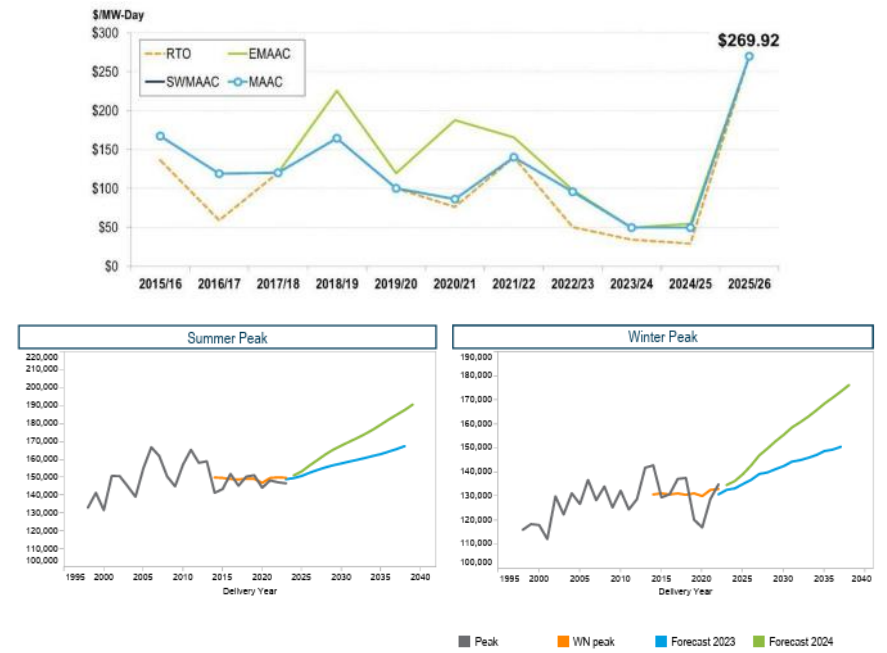 $/MW-Day
$300
$269.92
RTO
EMAAC
$250
SWMAAC
MAAC
$200
$150
$100
$50
$0
2015/16 2016/17 2017/18 2018/19 2019/20 2020/21 2021/22 2022/23 2023/24 2024/25 2025/26
Summer Peak
220,000
210,000
200,000
190,000
180,000
170,000
160,000
150,000
140,000
130,000
120,000
110,000
100,000
1995 2000 2005 2010 2015 2020 2025 2030 2035 2040
Delivery Year
Winter Peak
190,000
180,000
170,000
160,000
150,000
140,000
130,000
120,000
110,000
100,000
1995 2000 2005 2010 2015 2020 2025 2030 2035 2040
Delivery Year
Peak
WN peak
Forecast 2023
Forecast 2024